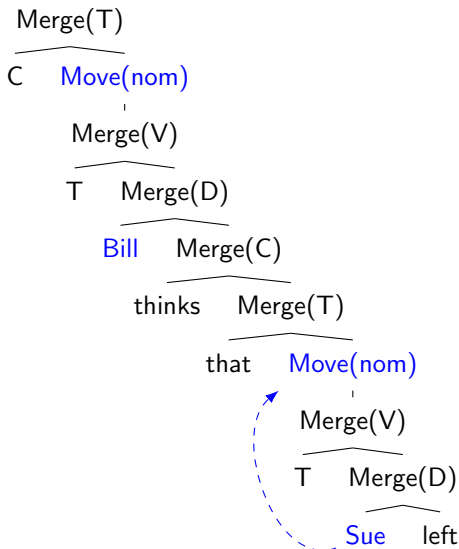 Merge(T)
C Move(nom)
Merge(V)
T Merge(D)
Bill Merge(C)
thinks Merge(T)
that Move(nom)
Merge(V)
T Merge(D)
Sue left